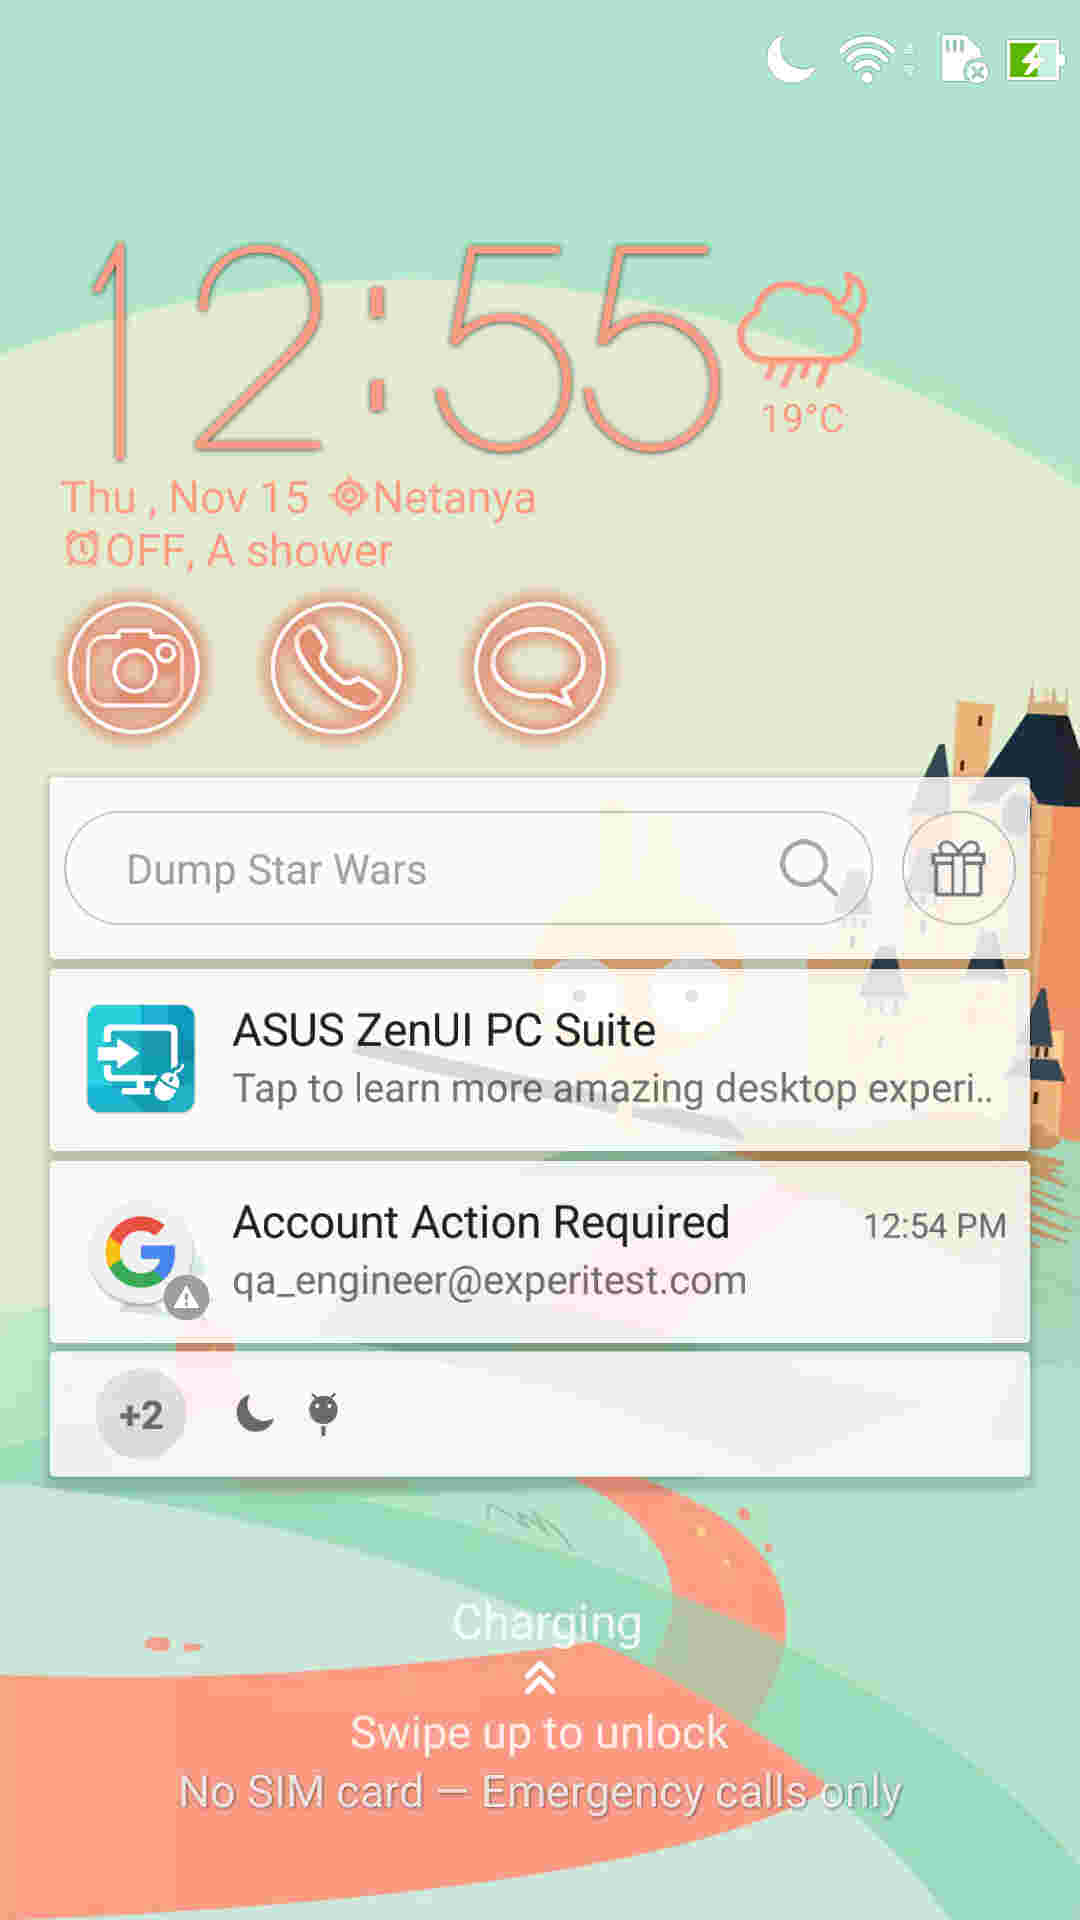 12:55
19°C
Thu , Nov 15 Netanya
OFF, A shower
Dump Star Wars
ASUS ZenUI PC Suite
Tap to learn more amazing desktop experi..
Account Action Required 12:54 PM
qa_engineer@experitest.com
+2
Charging
Swipe up to unlock
No SIM card — Emergency calls only